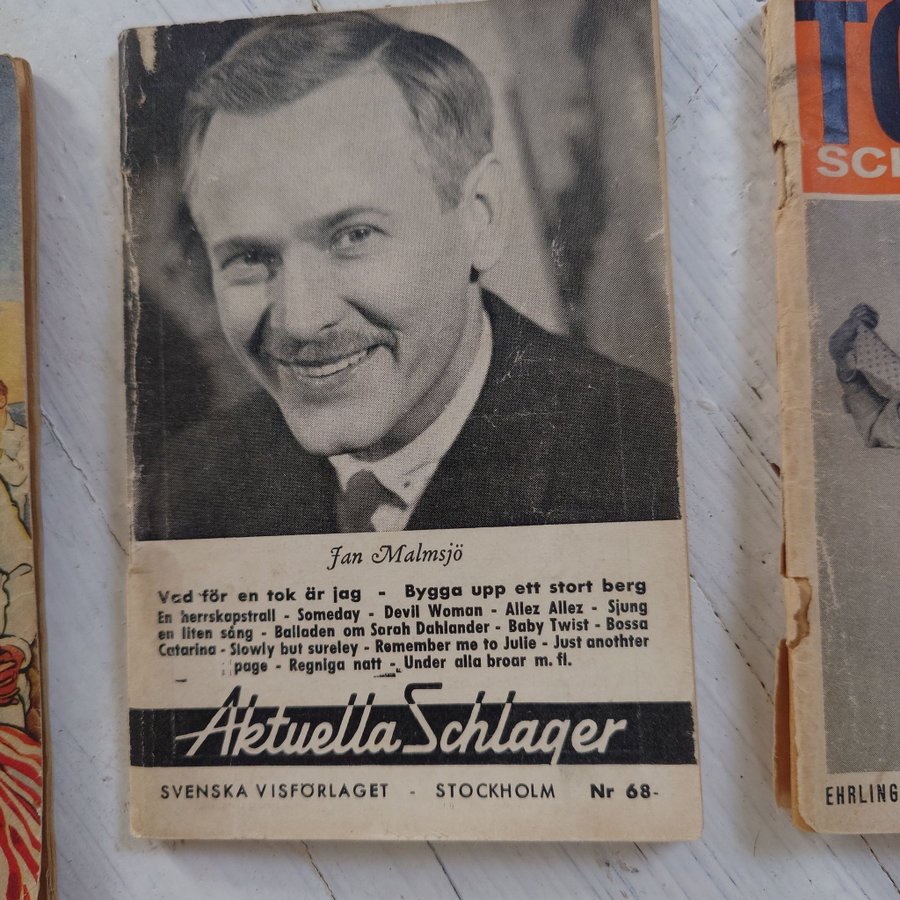 Jan Malmsjö
Vad för en tok är jag - Bygga upp ett stort berg
En herrskapstrall - Someday - Devil Woman - Allez Allez - Sjung
en liten sång - Balladen om Sarah Dahlander - Baby Twist - Bossa
Catarina - Slowly but sureley - Remember me to Julie - Just anothter
page - Regniga natt - Under alla broar m. fl.
Aktuella Schlager
SVENSKA VISFÖRLAGET - STOCKHOLM Nr 68-
EHRLING